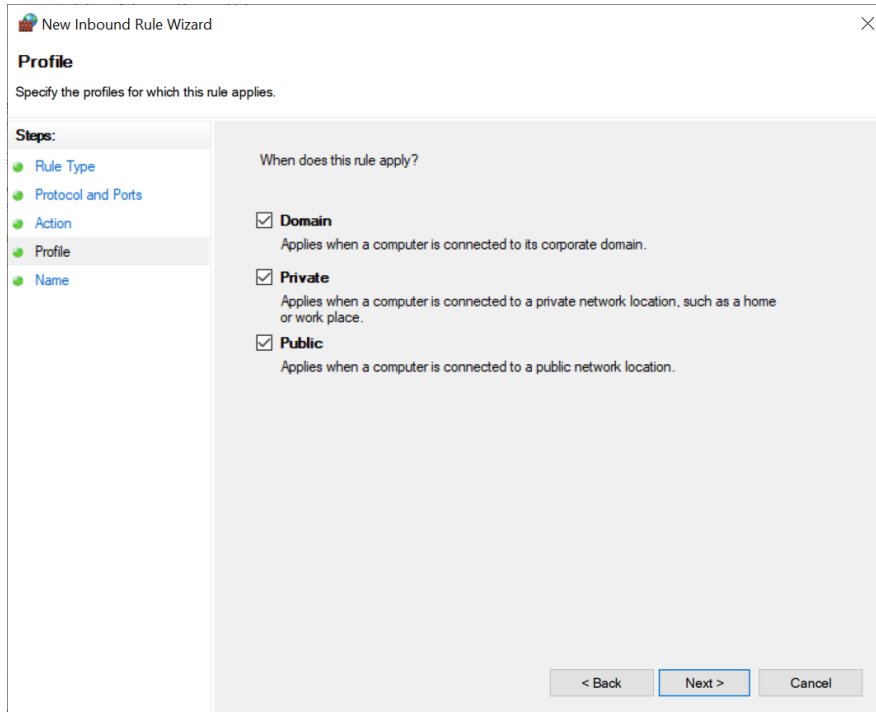 New Inbound Rule Wizard
Profile
Specify the profiles for which this rule applies.
Steps:
Rule Type
Protocol and Ports
Action
Profile
Name
When does this rule apply?
Domain
Applies when a computer is connected to its corporate domain.
Private
Applies when a computer is connected to a private network location, such as a home
or work place.
Public
Applies when a computer is connected to a public network location.
< Back
Next >
Cancel